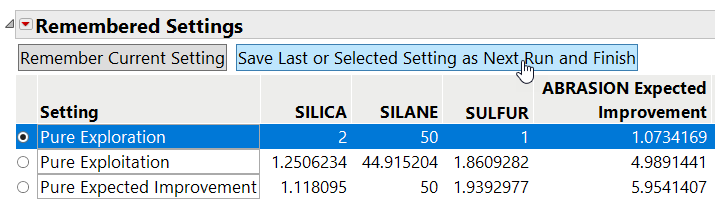 Remembered Settings
Remember Current Setting Save Last or Selected Setting as Next Run and Finish
ABRASION Expected
Setting SILICA SILANE SULFUR Improvement
Pure Exploration 2 50 1 1.0734169
Pure Exploitation 1.2506234 44.915204 1.8609282 4.9891441
Pure Expected Improvement 1.118095 50 1.9392977 5.9541407